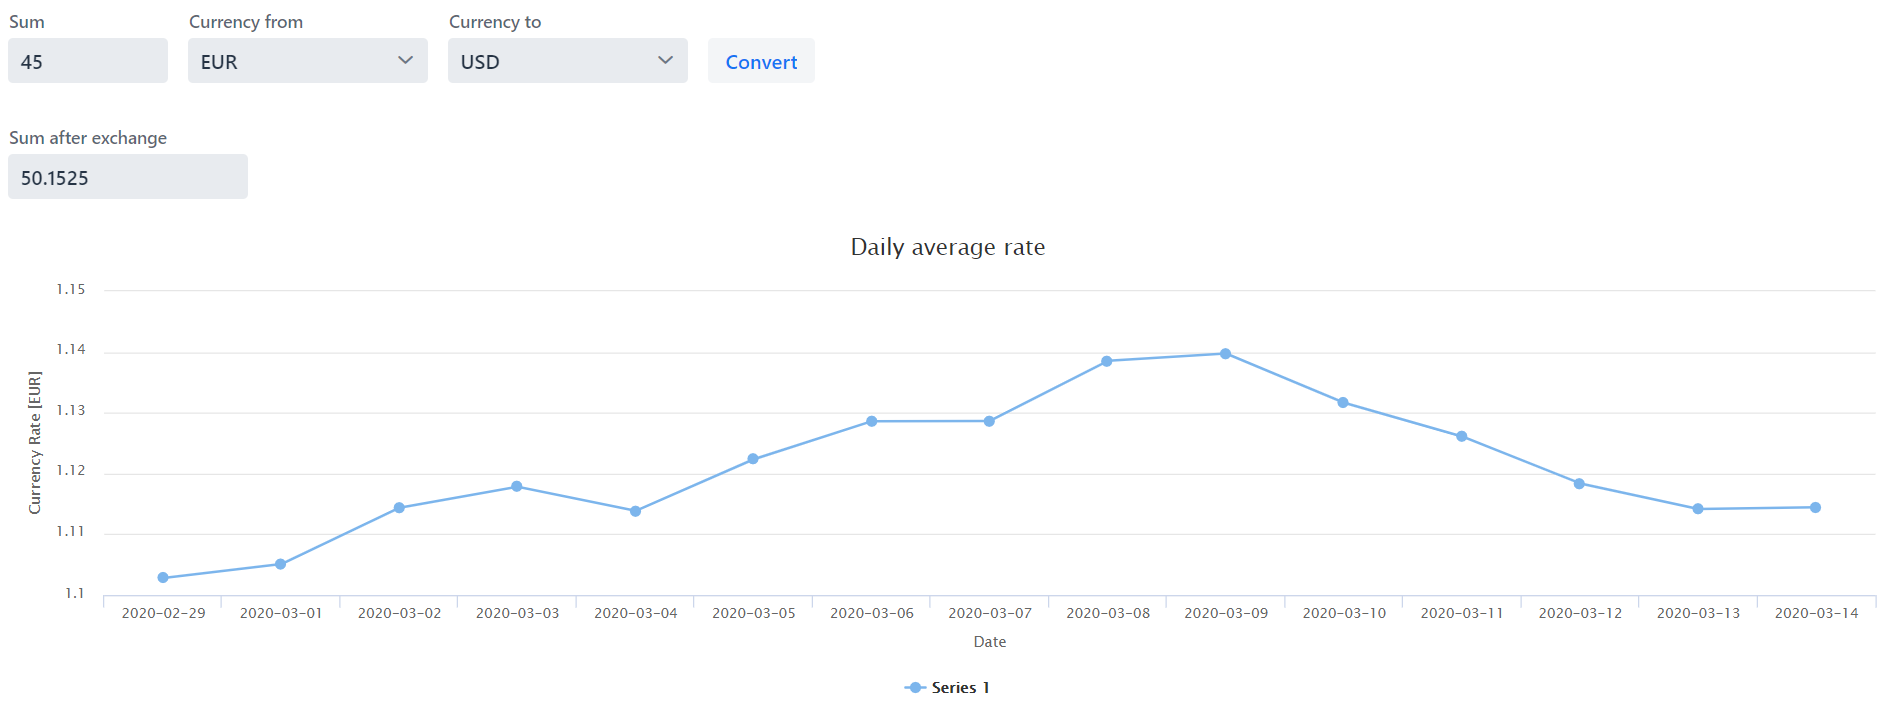 Sum Currency from Currency to
45 EUR USD Convert
Sum after exchange
50.1525
Daily average rate
1.15
1.14
1.13
1.12
1.11
1.1
Currency Rate [EUR]
2020-02-29 2020-03-01 2020-03-02 2020-03-03 2020-03-04 2020-03-05 2020-03-06 2020-03-07 2020-03-08 2020-03-09 2020-03-10 2020-03-11 2020-03-12 2020-03-13 2020-03-14
Date
Series 1